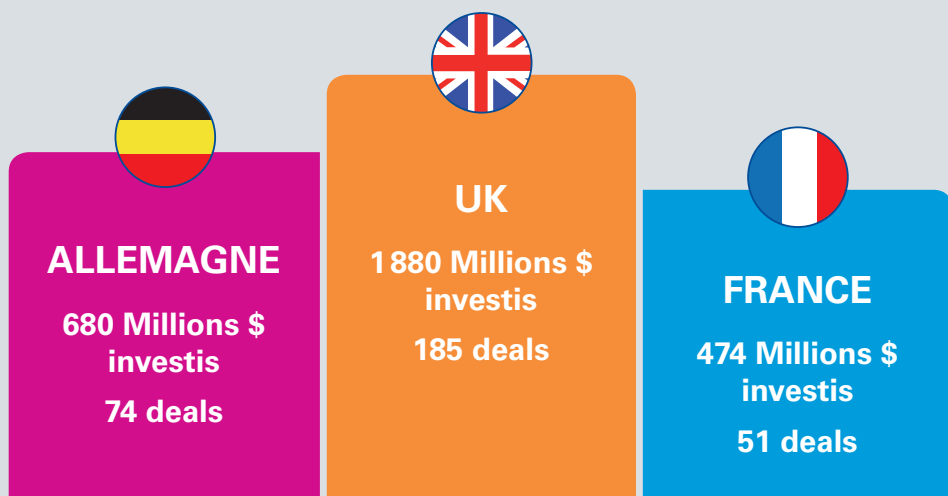 ALLEMAGNE
680 Millions $
investis
74 deals
UK
1 880 Millions $
investis
185 deals
FRANCE
474 Millions $
investis
51 deals